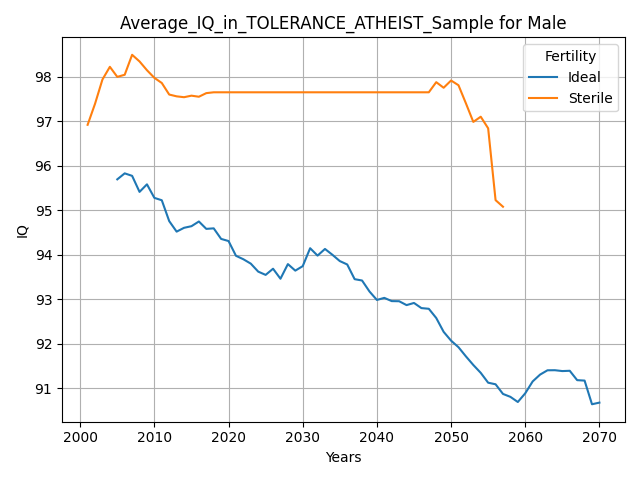 Average_IQ_in_TOLERANCE_ATHEIST_Sample for Male
Fertility
Ideal
Sterile
98
97
96
95
94
93
92
91
IQ
2000 2010 2020 2030 2040 2050 2060 2070
Years